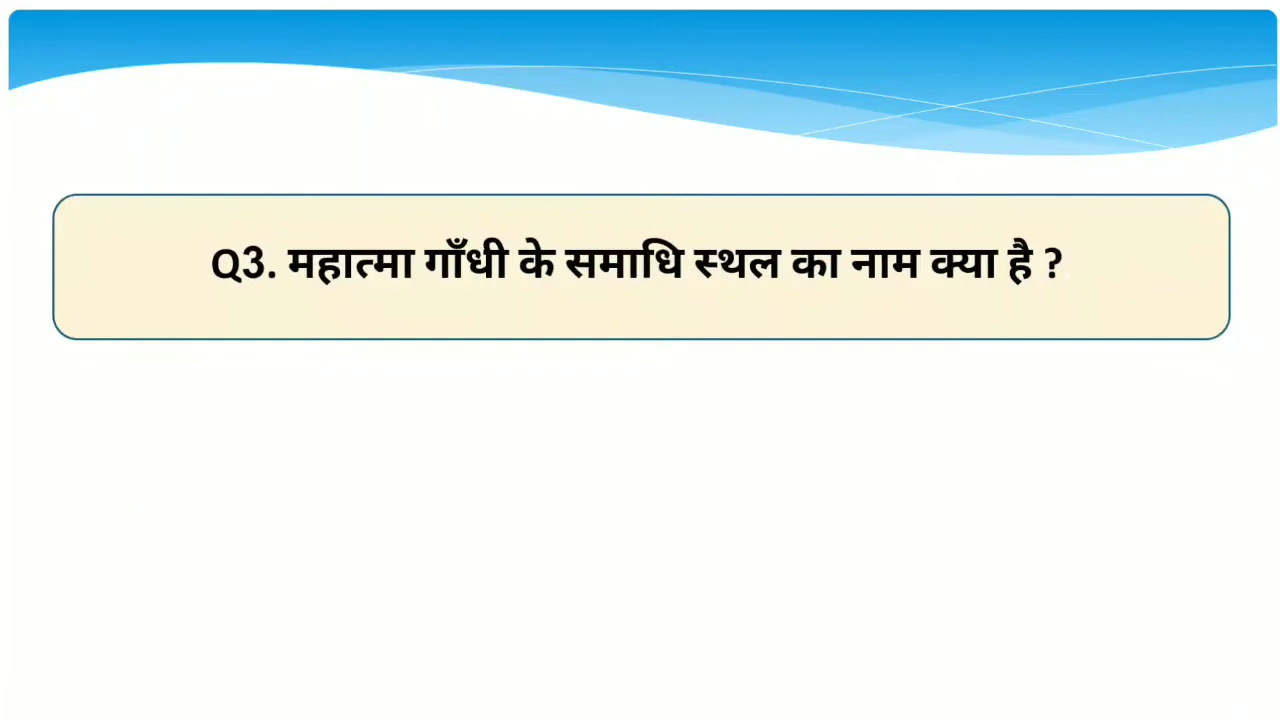 Q3. महात्मा गाँधी के समाधि स्थल का नाम क्या है ?